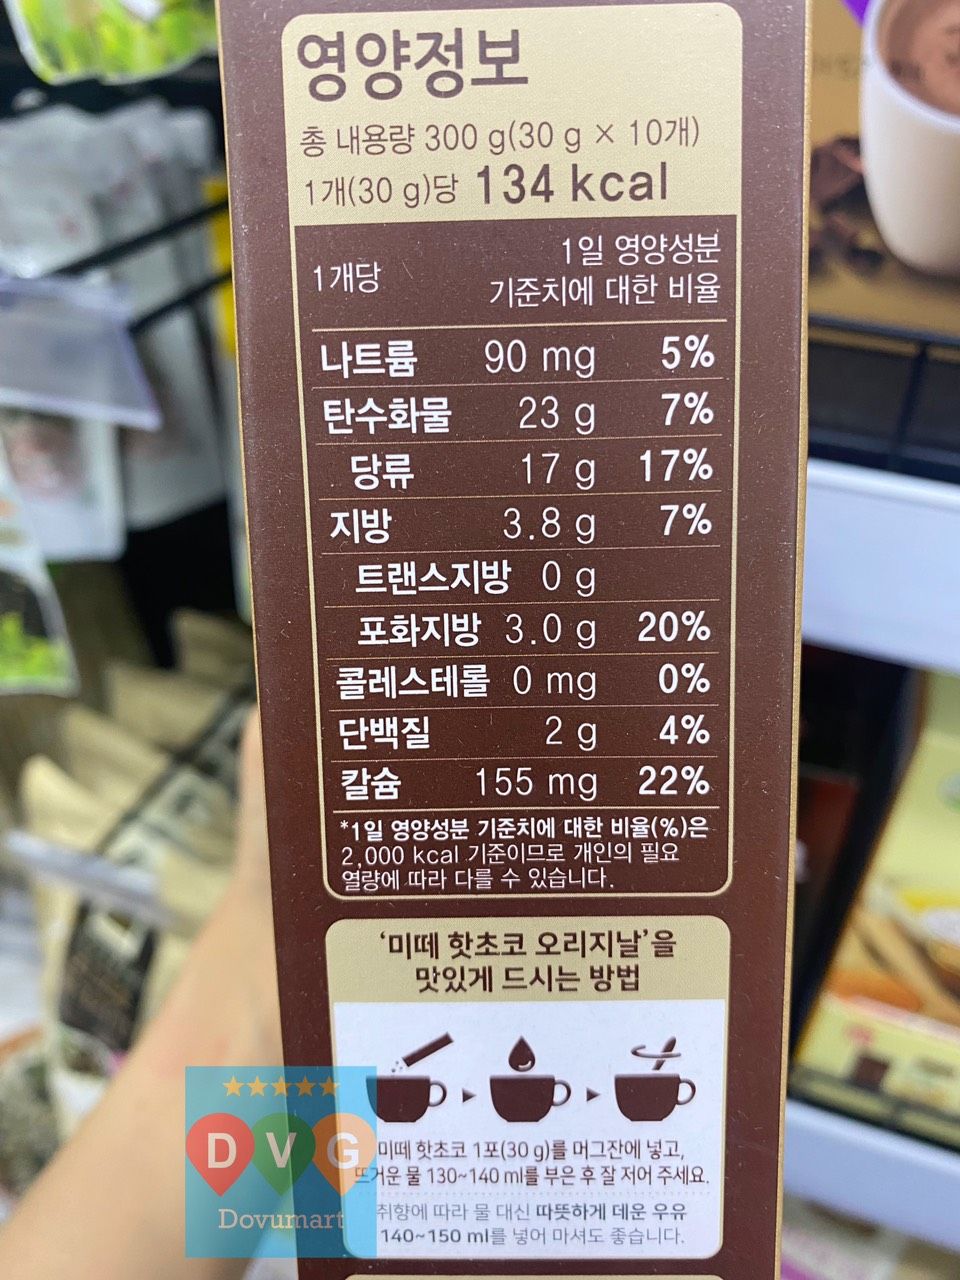 영양정보
총 내용량 300 g(30 g × 10개)
1개(30 g)당 134 kcal
1개당 1일 영양성분
기준치에 대한 비율
나트륨 90 mg 5%
탄수화물 23 g 7%
당류 17 g 17%
지방 3.8 g 7%
트랜스지방 0 g
포화지방 3.0 g 20%
콜레스테롤 0 mg 0%
단백질 2 g 4%
칼슘 155 mg 22%
*1일 영양성분 기준치에 대한 비율(%)은
2,000 kcal 기준이므로 개인의 필요
열량에 따라 다를 수 있습니다.
‘미떼 핫초코 오리지날’을
맛있게 드시는 방법
미떼 핫초코 1포(30 g)를 머그잔에 넣고,
뜨거운 물 130~140 ml를 부은 후 잘 저어 주세요.
취향에 따라 물 대신 따뜻하게 데운 우유
140~150 ml를 넣어 마셔도 좋습니다.
DVG
Dovumart